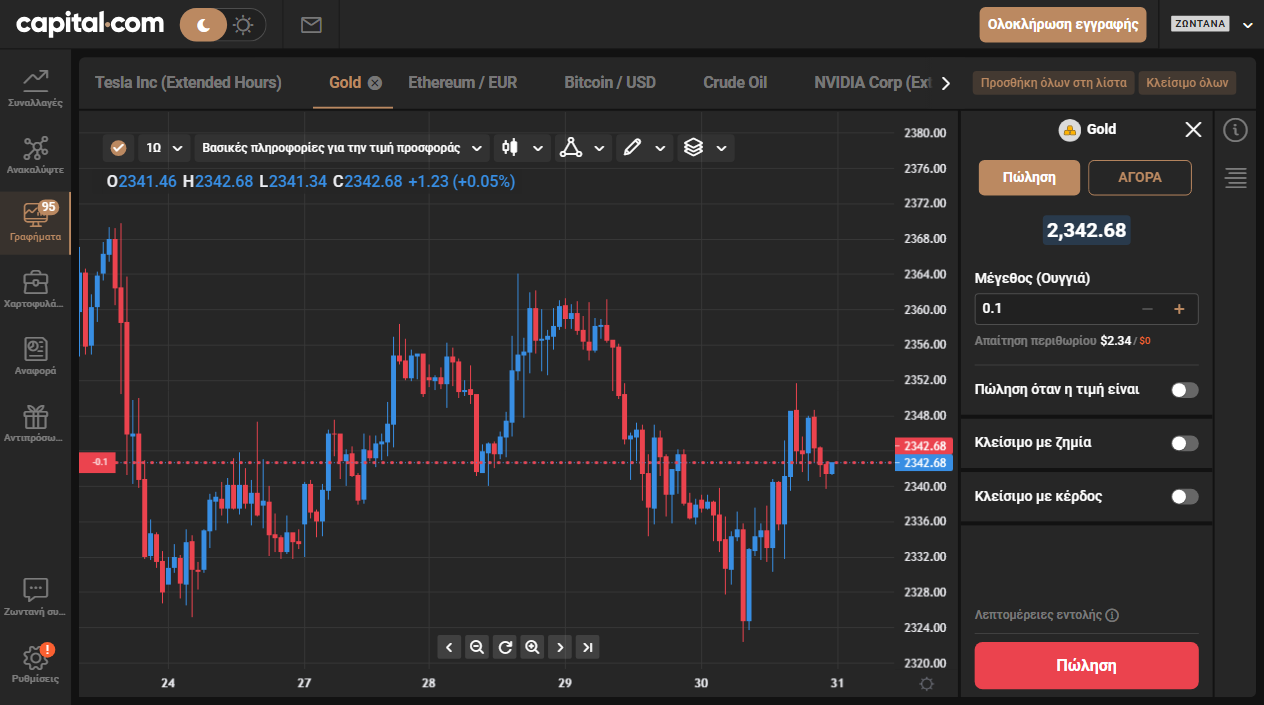 capital.com
Ολοκλήρωση εγγραφής
ΖΩΝΤΑΝΑ
Συναλλαγές
Ανακαλύψτε
95
Γραφήματα
Χαρτοφυλά...
Αναφορά
Αντιπρόσω...
Ζωντανή συ...
!
Ρυθμίσεις
Tesla Inc (Extended Hours)
Gold
Ethereum / EUR
Bitcoin / USD
Crude Oil
NVIDIA Corp (Ext
Προσθήκη όλων στη λίστα
Κλείσιμο όλων
1Ω
Βασικές πληροφορίες για την τιμή προσφοράς
O2341.46 H2342.68 L2341.34 C2342.68 +1.23 (+0.05%)
-0.1
2380.00
2376.00
2372.00
2368.00
2364.00
2360.00
2356.00
2352.00
2348.00
2342.68
2342.68
2340.00
2336.00
2332.00
2328.00
2324.00
2320.00
24
27
28
29
30
31
Gold
Πώληση
ΑΓΟΡΑ
2,342.68
Μέγεθος (Ουγγιά)
0.1
Απαίτηση περιθωρίου $2.34 / $0
Πώληση όταν η τιμή είναι
Κλείσιμο με ζημία
Κλείσιμο με κέρδος
Λεπτομέρειες εντολής
Πώληση